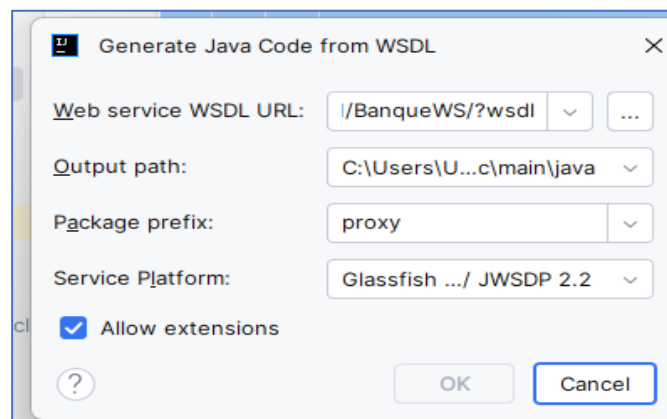 Generate Java Code from WSDL
Web service WSDL URL: /BanqueWS/?wsdl ...
Output path: C:\Users\U...c\main\java
Package prefix: proxy
Service Platform: Glassfish .../ JWSDP 2.2
cl
Allow extensions
? OK Cancel